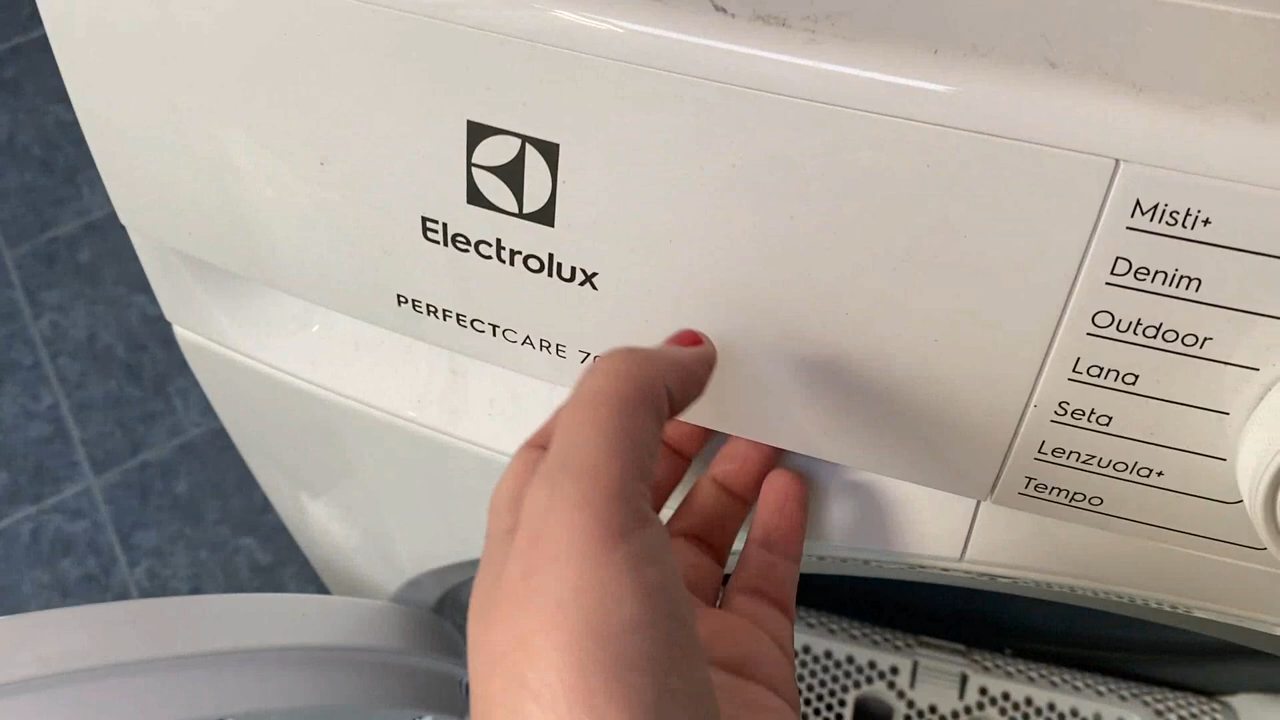 Electrolux
PERFECTCARE
Misti+
Denim
Outdoor
Lana
Seta
Lenzuola+
Tempo